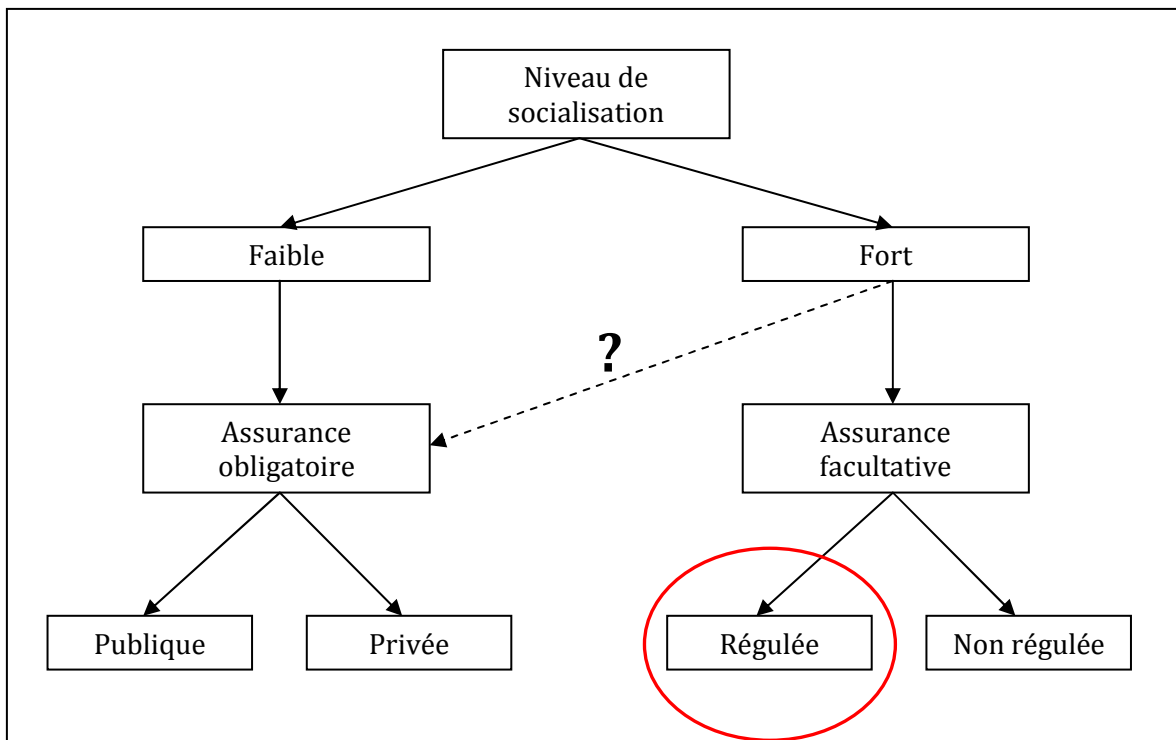 Niveau de
socialisation
Faible
Fort
?
Assurance
obligatoire
Assurance
facultative
Publique
Privée
Régulée
Non régulée